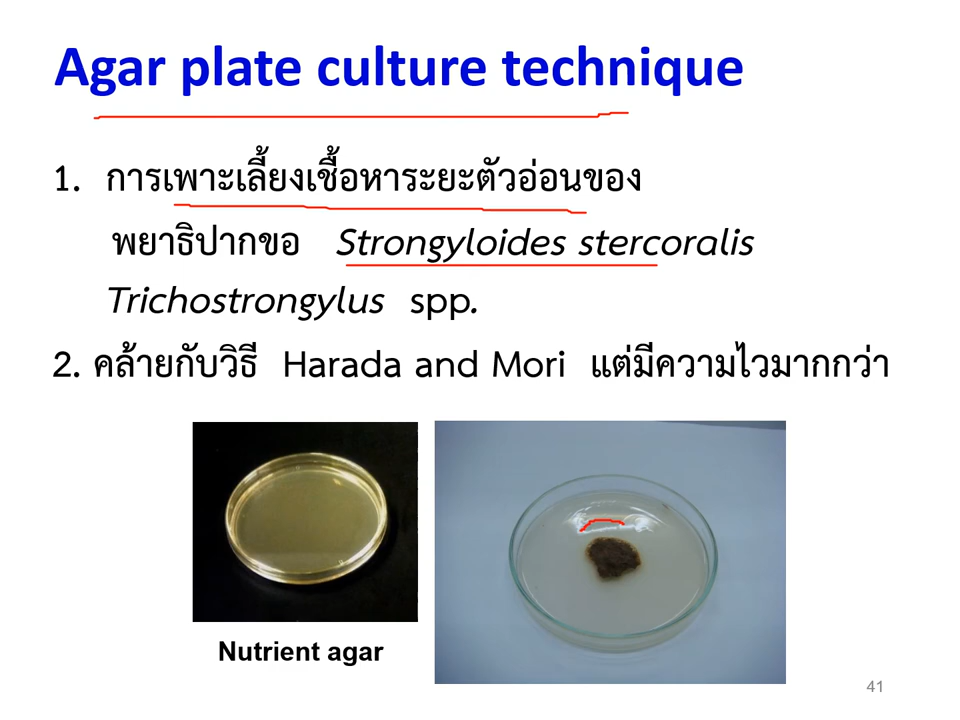 Agar plate culture technique
1. การเพาะเลี้ยงเชื้อหาระยะตัวอ่อนของ
พยาธิปากขอ Strongyloides stercoralis
Trichostrongylus spp.
2. คล้ายกับวิธี Harada and Mori แต่มีความไวมากกว่า
Nutrient agar
41